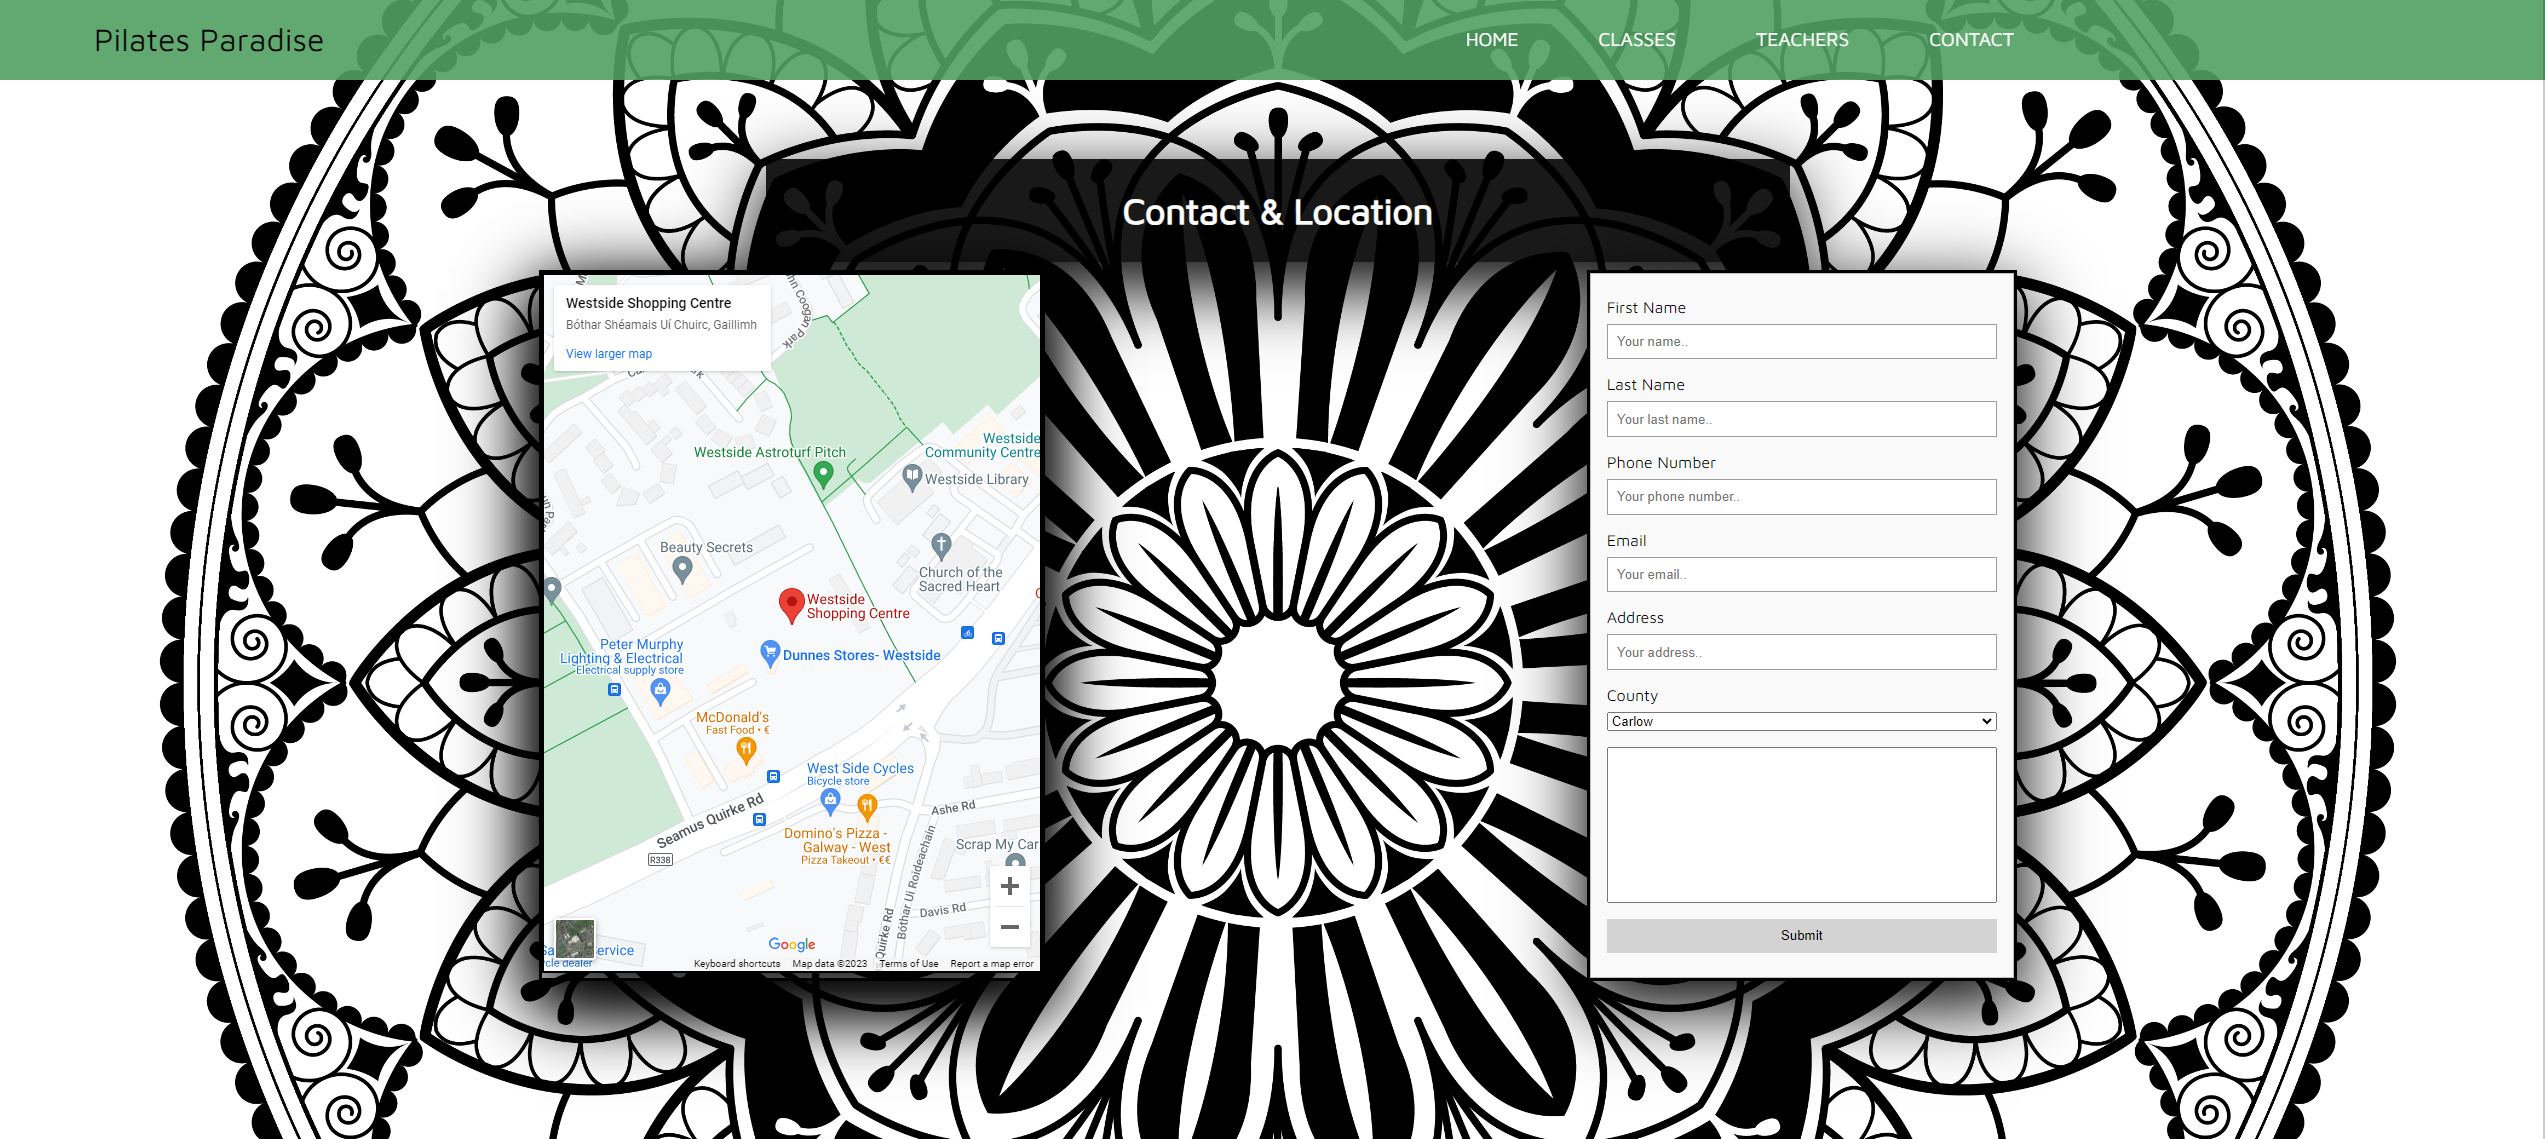 Pilates Paradise
HOME CLASSES TEACHERS CONTACT
Contact & Location
Westside Shopping Centre
Bóthar Shéamais Uí Chuirc, Gaillimh
View larger map
Westside Astroturf Pitch
Westside
Community Centre
Westside Library
Beauty Secrets
Church of the
Sacred Heart
Westside
Shopping Centre
Peter Murphy
Lighting & Electrical
Electrical supply store
Dunnes Stores- Westside
McDonald's
Fast Food • €
West Side Cycles
Bicycle store
Seamus Quirke Rd
R338
Ashe Rd
Domino's Pizza -
Galway - West
Pizza Takeout • €€
Bóthar Uí Roideachain
Scrap My Car
Davis Rd
Quirke Rd
Google
Keyboard shortcuts Map data ©2023 Terms of Use Report a map error
First Name
Your name..
Last Name
Your last name..
Phone Number
Your phone number..
Email
Your email..
Address
Your address..
County
Carlow
Submit